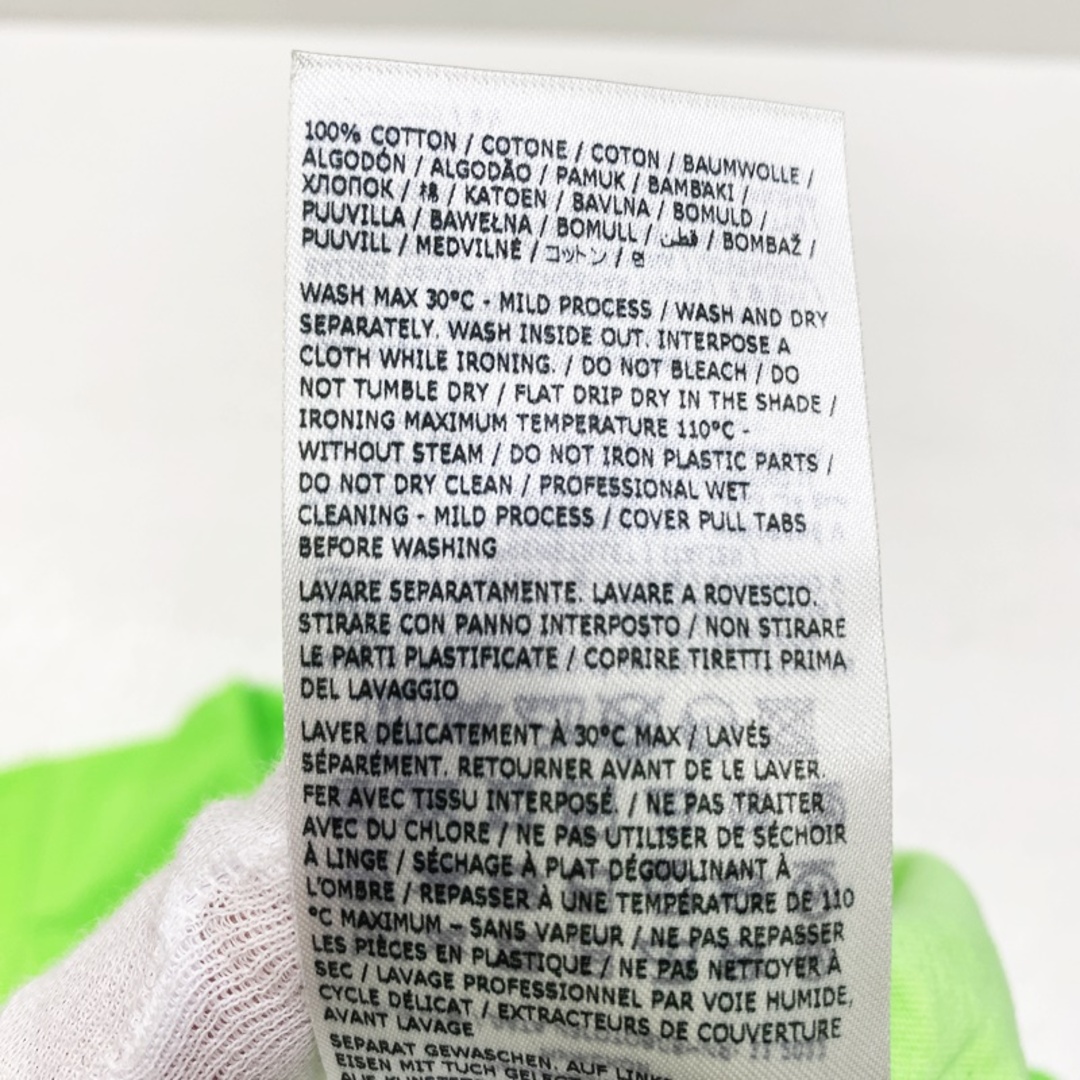 100% COTTON / COTONE / COTON / BAUMWOLLE /
ALGODÓN / ALGODÃO / PAMUK / BAMBAKI /
ХЛОПОК / 棉 / KATOEN / BAVLNA / BOMULD /
PUUVILLA / BAWEŁNA / BOMULL / قطن / BOMBAŽ /
PUUVILL / MEDVILNĖ / コットン / 면
WASH MAX 30°C - MILD PROCESS / WASH AND DRY
SEPARATELY. WASH INSIDE OUT. INTERPOSE A
CLOTH WHILE IRONING. / DO NOT BLEACH / DO
NOT TUMBLE DRY / FLAT DRIP DRY IN THE SHADE /
IRONING MAXIMUM TEMPERATURE 110°C -
WITHOUT STEAM / DO NOT IRON PLASTIC PARTS /
DO NOT DRY CLEAN / PROFESSIONAL WET
CLEANING - MILD PROCESS / COVER PULL TABS
BEFORE WASHING
LAVARE SEPARATAMENTE. LAVARE A ROVESCIO.
STIRARE CON PANNO INTERPOSTO / NON STIRARE
LE PARTI PLASTIFICATE / COPRIRE TIRETTI PRIMA
DEL LAVAGGIO
LAVER DÉLICATEMENT À 30°C MAX / LAVÉS
SÉPARÉMENT. RETOURNER AVANT DE LE LAVER.
FER AVEC TISSU INTERPOSÉ. / NE PAS TRAITER
AVEC DU CHLORE / NE PAS UTILISER DE SÉCHOIR
À LINGE / SÉCHAGE À PLAT DÉGOULINANT À
L'OMBRE / REPASSER À UNE TEMPÉRATURE DE 110
°C MAXIMUM – SANS VAPEUR / NE PAS REPASSER
LES PIÈCES EN PLASTIQUE / NE PAS NETTOYER À
SEC / LAVAGE PROFESSIONNEL PAR VOIE HUMIDE,
CYCLE DÉLICAT / EXTRACTEURS DE COUVERTURE
AVANT LAVAGE
SEPARAT GEWASCHEN. AUF
EISEN MIT TUCH